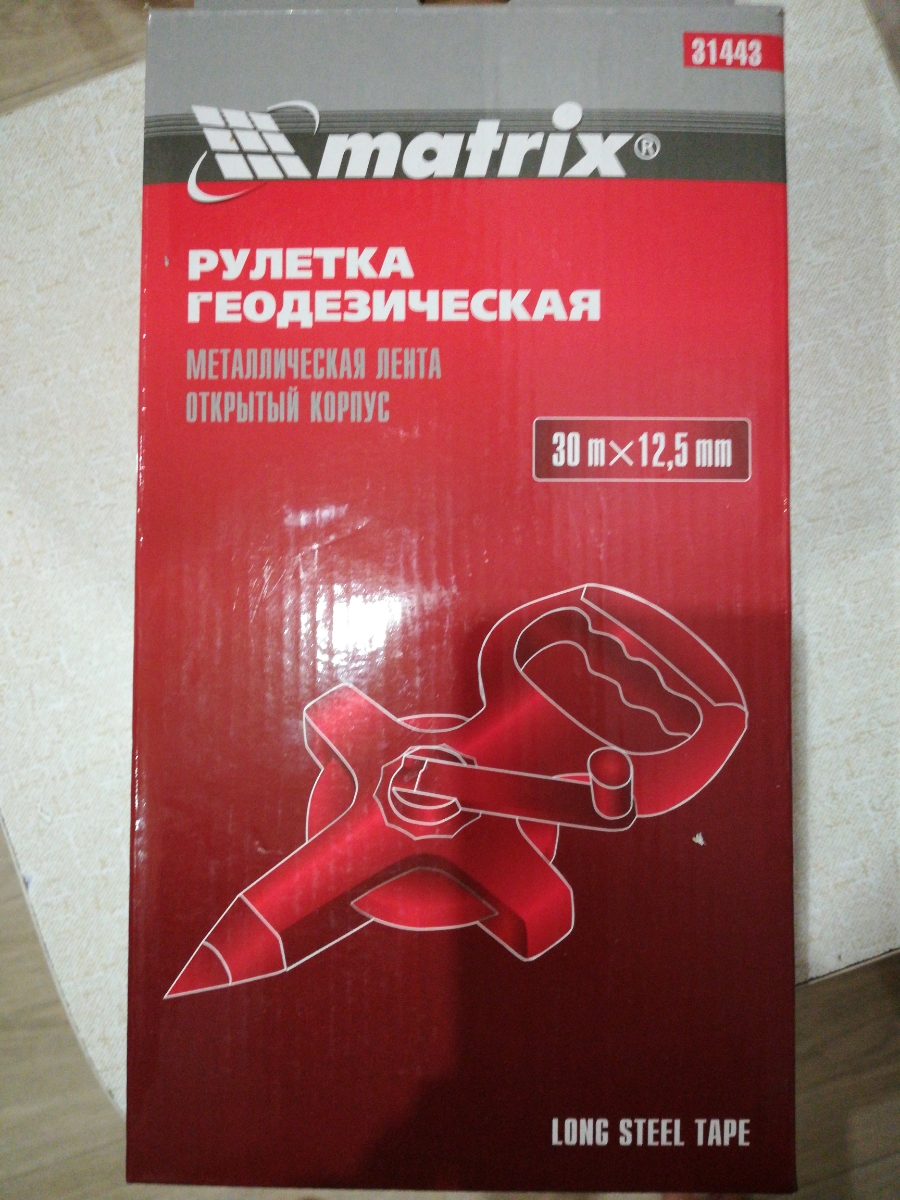 31443
matrix®
РУЛЕТКА
ГЕОДЕЗИЧЕСКАЯ
МЕТАЛЛИЧЕСКАЯ ЛЕНТА
ОТКРЫТЫЙ КОРПУС
30 m×12,5 mm
LONG STEEL TAPE